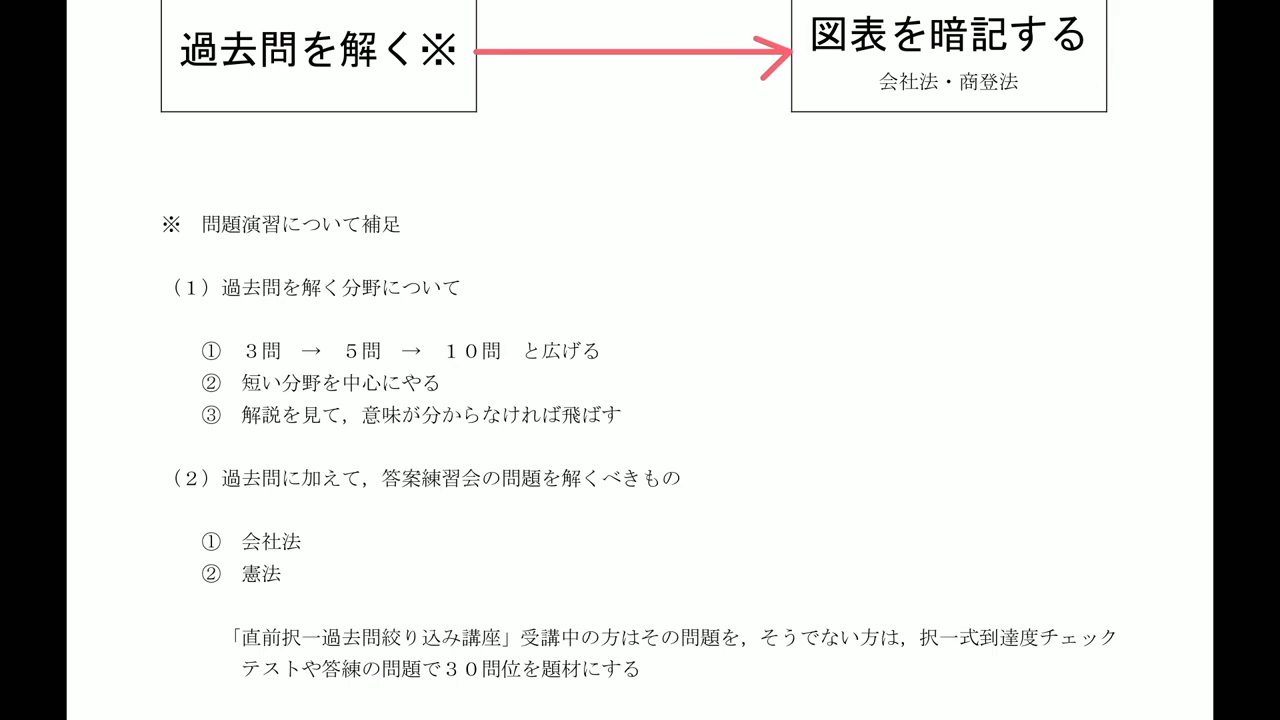 過去問を解く※
図表を暗記する
会社法・商登法
※　問題演習について補足
（１）過去問を解く分野について
①　３問　→　５問　→　１０問　と広げる
②　短い分野を中心にやる
③　解説を見て，意味が分からなければ飛ばす
（２）過去問に加えて，答案練習会の問題を解くべきもの
①　会社法
②　憲法
「直前択一過去問絞り込み講座」受講中の方はその問題を，そうでない方は，択一式到達度チェック
テストや答練の問題で３０問位を題材にする